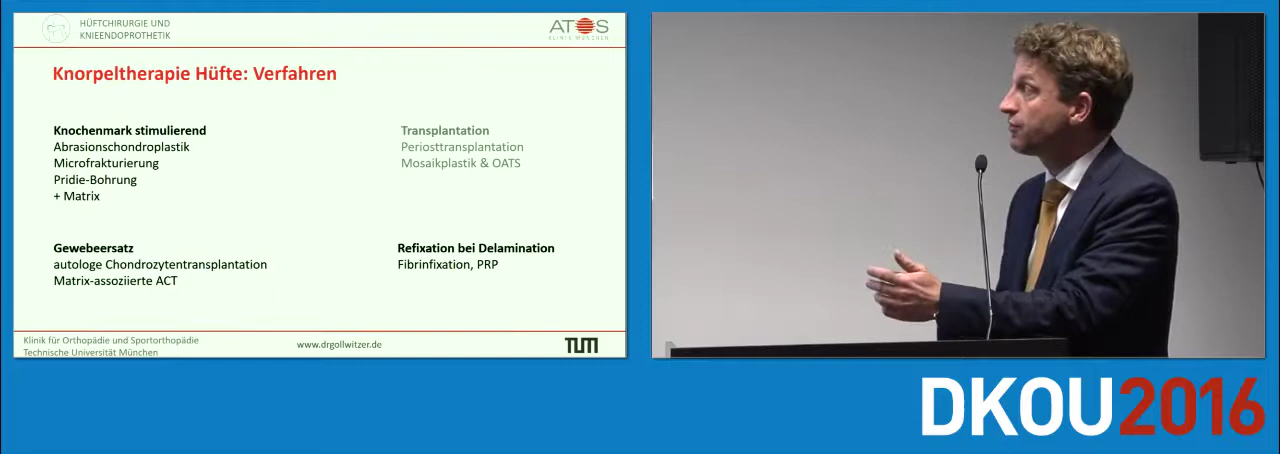 HÜFTCHIRURGIE UND
KNIEENDOPROTHETIK
ATOS
KLINIK MÜNCHEN
Knorpeltherapie Hüfte: Verfahren
Knochenmark stimulierend
Abrasionschondroplastik
Microfrakturierung
Pridie-Bohrung
+ Matrix
Transplantation
Periosttransplantation
Mosaikplastik & OATS
Gewebeersatz
autologe Chondrozytentransplantation
Matrix-assoziierte ACT
Refixation bei Delamination
Fibrinfixation, PRP
Klinik für Orthopädie und Sportorthopädie
Technische Universität München
www.drgollwitzer.de
TUM
DKOU2016